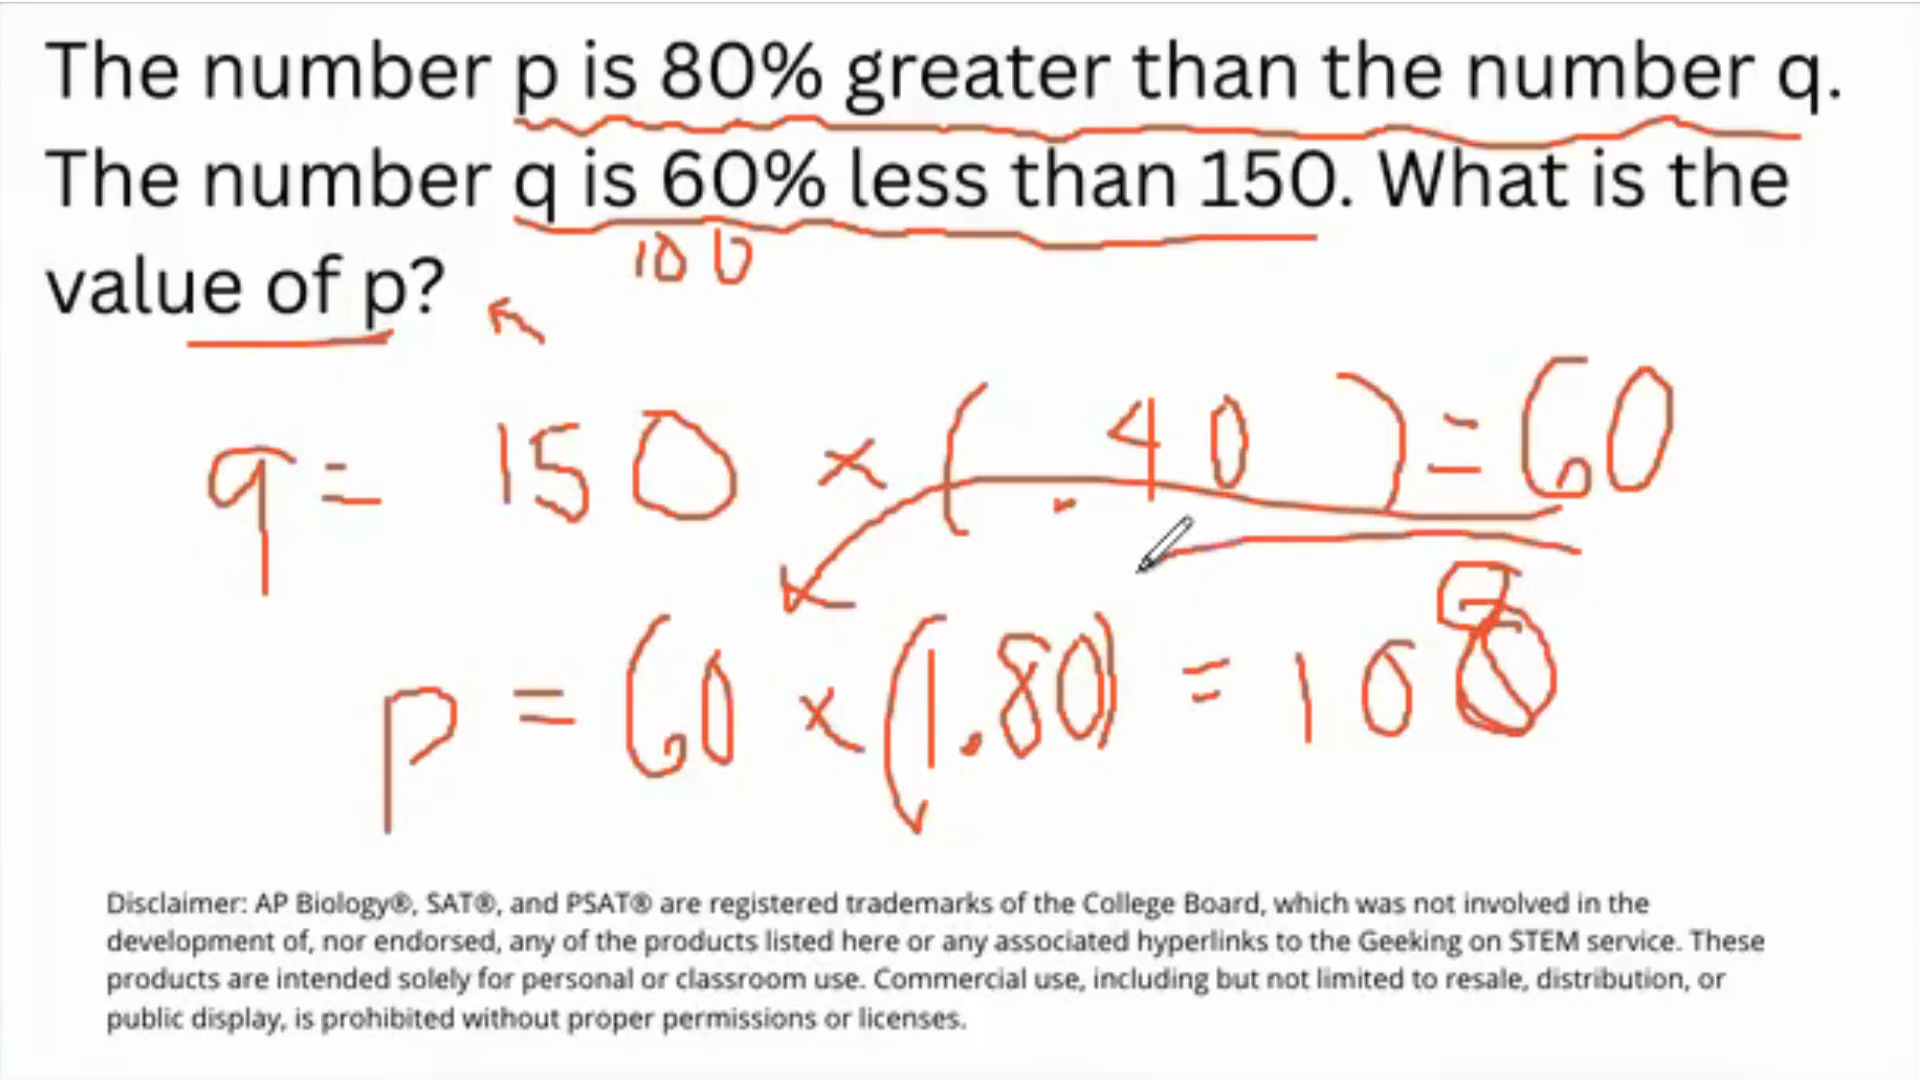 The number p is 80% greater than the number q.
The number q is 60% less than 150. What is the
100
value of p?
q = 150 × (.40) = 60
p = 60 × (1.80) = 108
Disclaimer: AP Biology®, SAT®, and PSAT® are registered trademarks of the College Board, which was not involved in the
development of, nor endorsed, any of the products listed here or any associated hyperlinks to the Geeking on STEM service. These
products are intended solely for personal or classroom use. Commercial use, including but not limited to resale, distribution, or
public display, is prohibited without proper permissions or licenses.